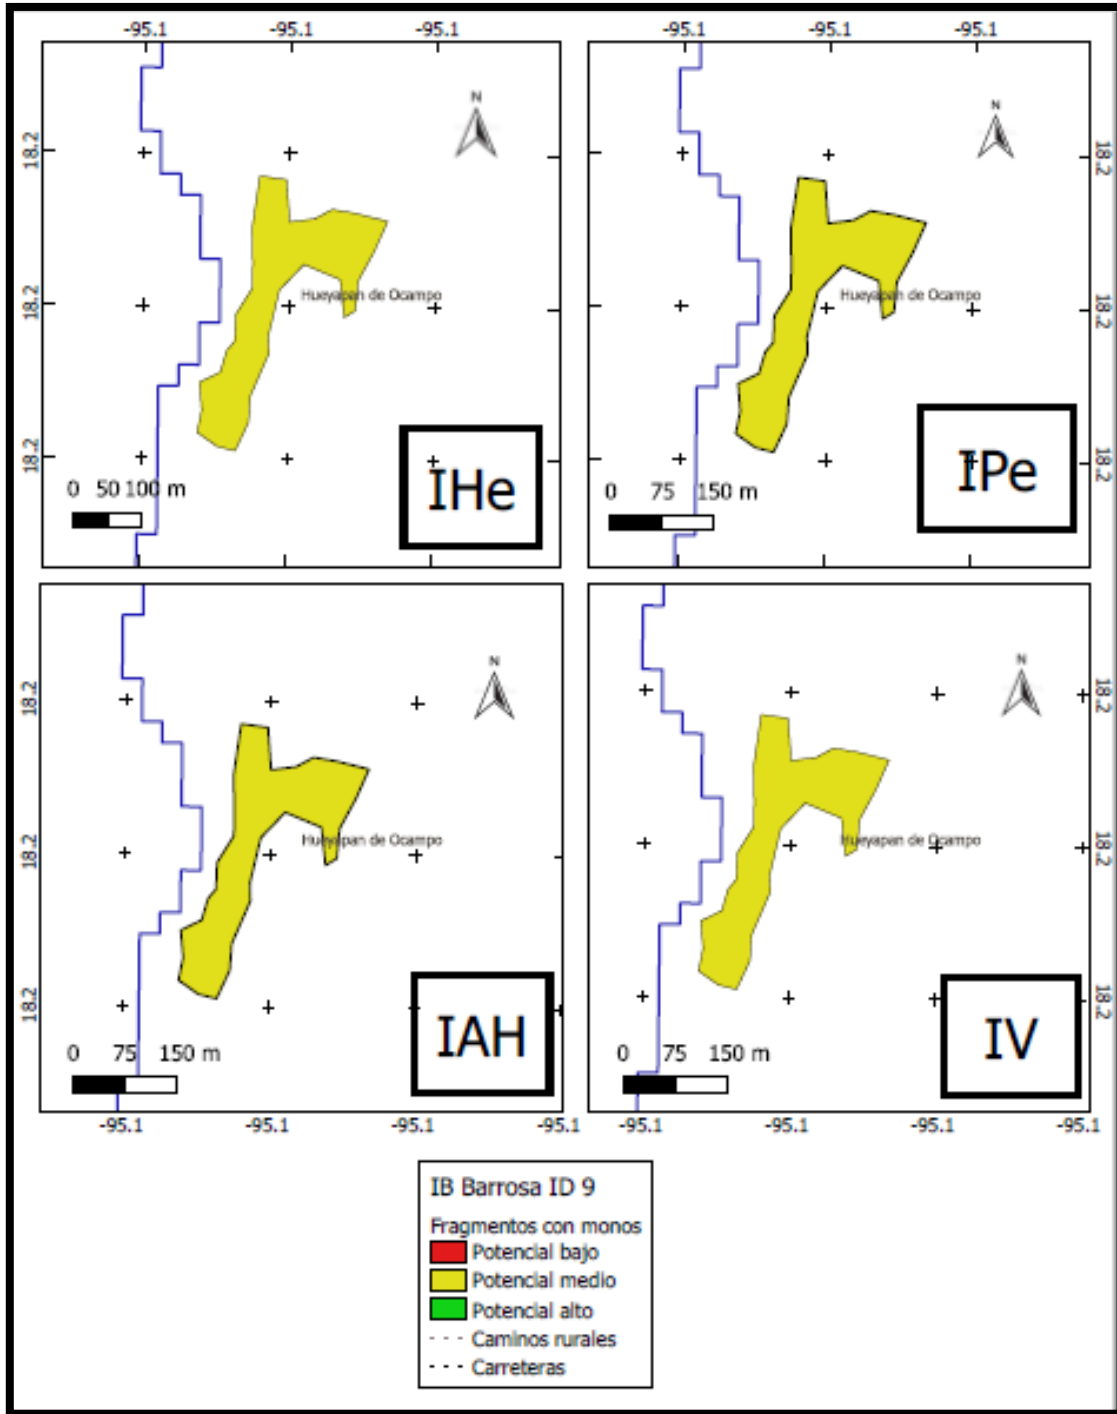 -95.1 -95.1 -95.1
-95.1 -95.1 -95.1
N
N
18.2
18.2
18.2
18.2
18.2
18.2
Hueyapan de Ocampo
Hueyapan de Ocampo
0 50 100 m
IHe
0 75 150 m
IPe
N
N
18.2
18.2
18.2
18.2
18.2
18.2
Hueyapan de Ocampo
Hueyapan de Ocampo
0 75 150 m
IAH
0 75 150 m
IV
-95.1 -95.1 -95.1 -95.1
-95.1 -95.1 -95.1 -95.1
IB Barrosa ID 9
Fragmentos con monos
Potencial bajo
Potencial medio
Potencial alto
Caminos rurales
Carreteras